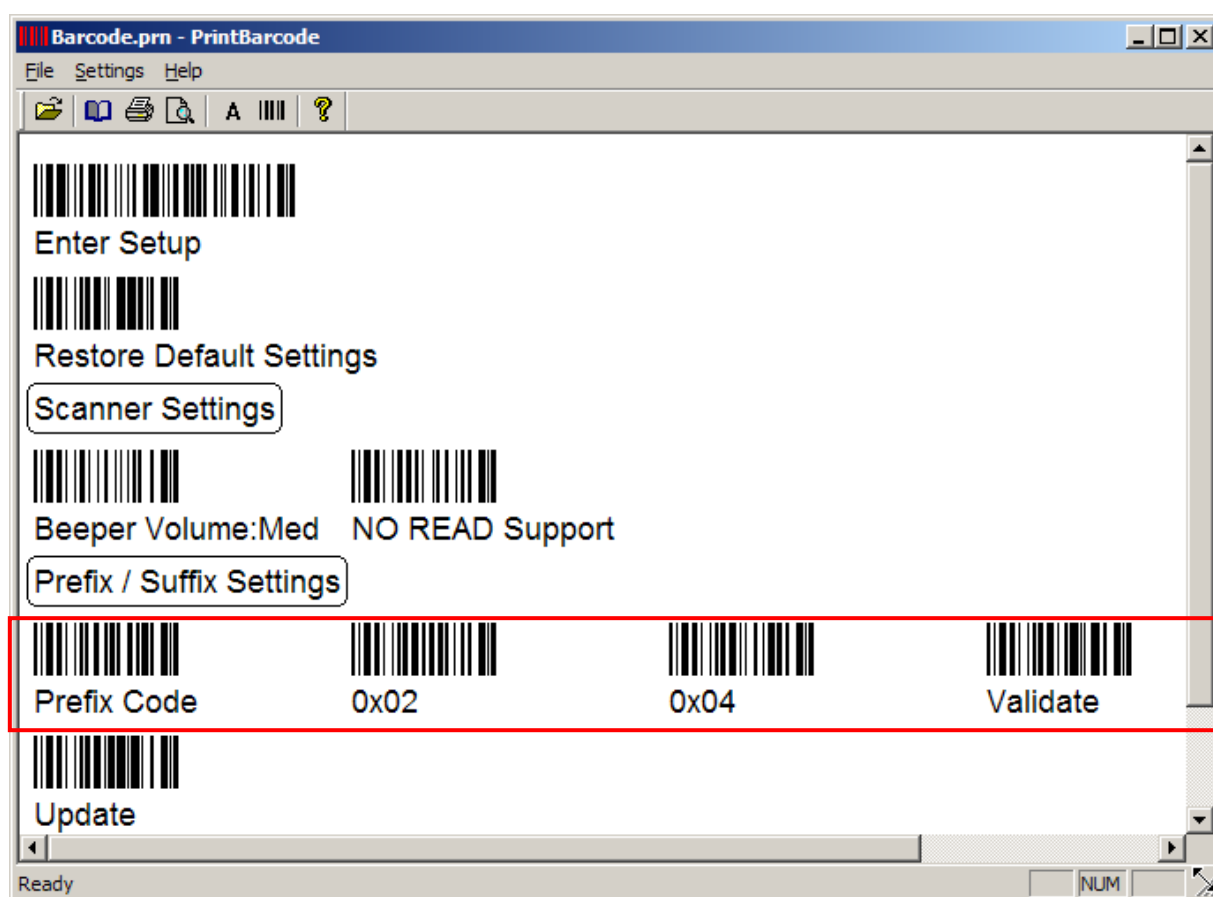 Barcode.prn - PrintBarcode
File Settings Help
A
Enter Setup
Restore Default Settings
Scanner Settings
Beeper Volume:Med NO READ Support
Prefix / Suffix Settings
Prefix Code 0x02 0x04 Validate
Update
Ready NUM